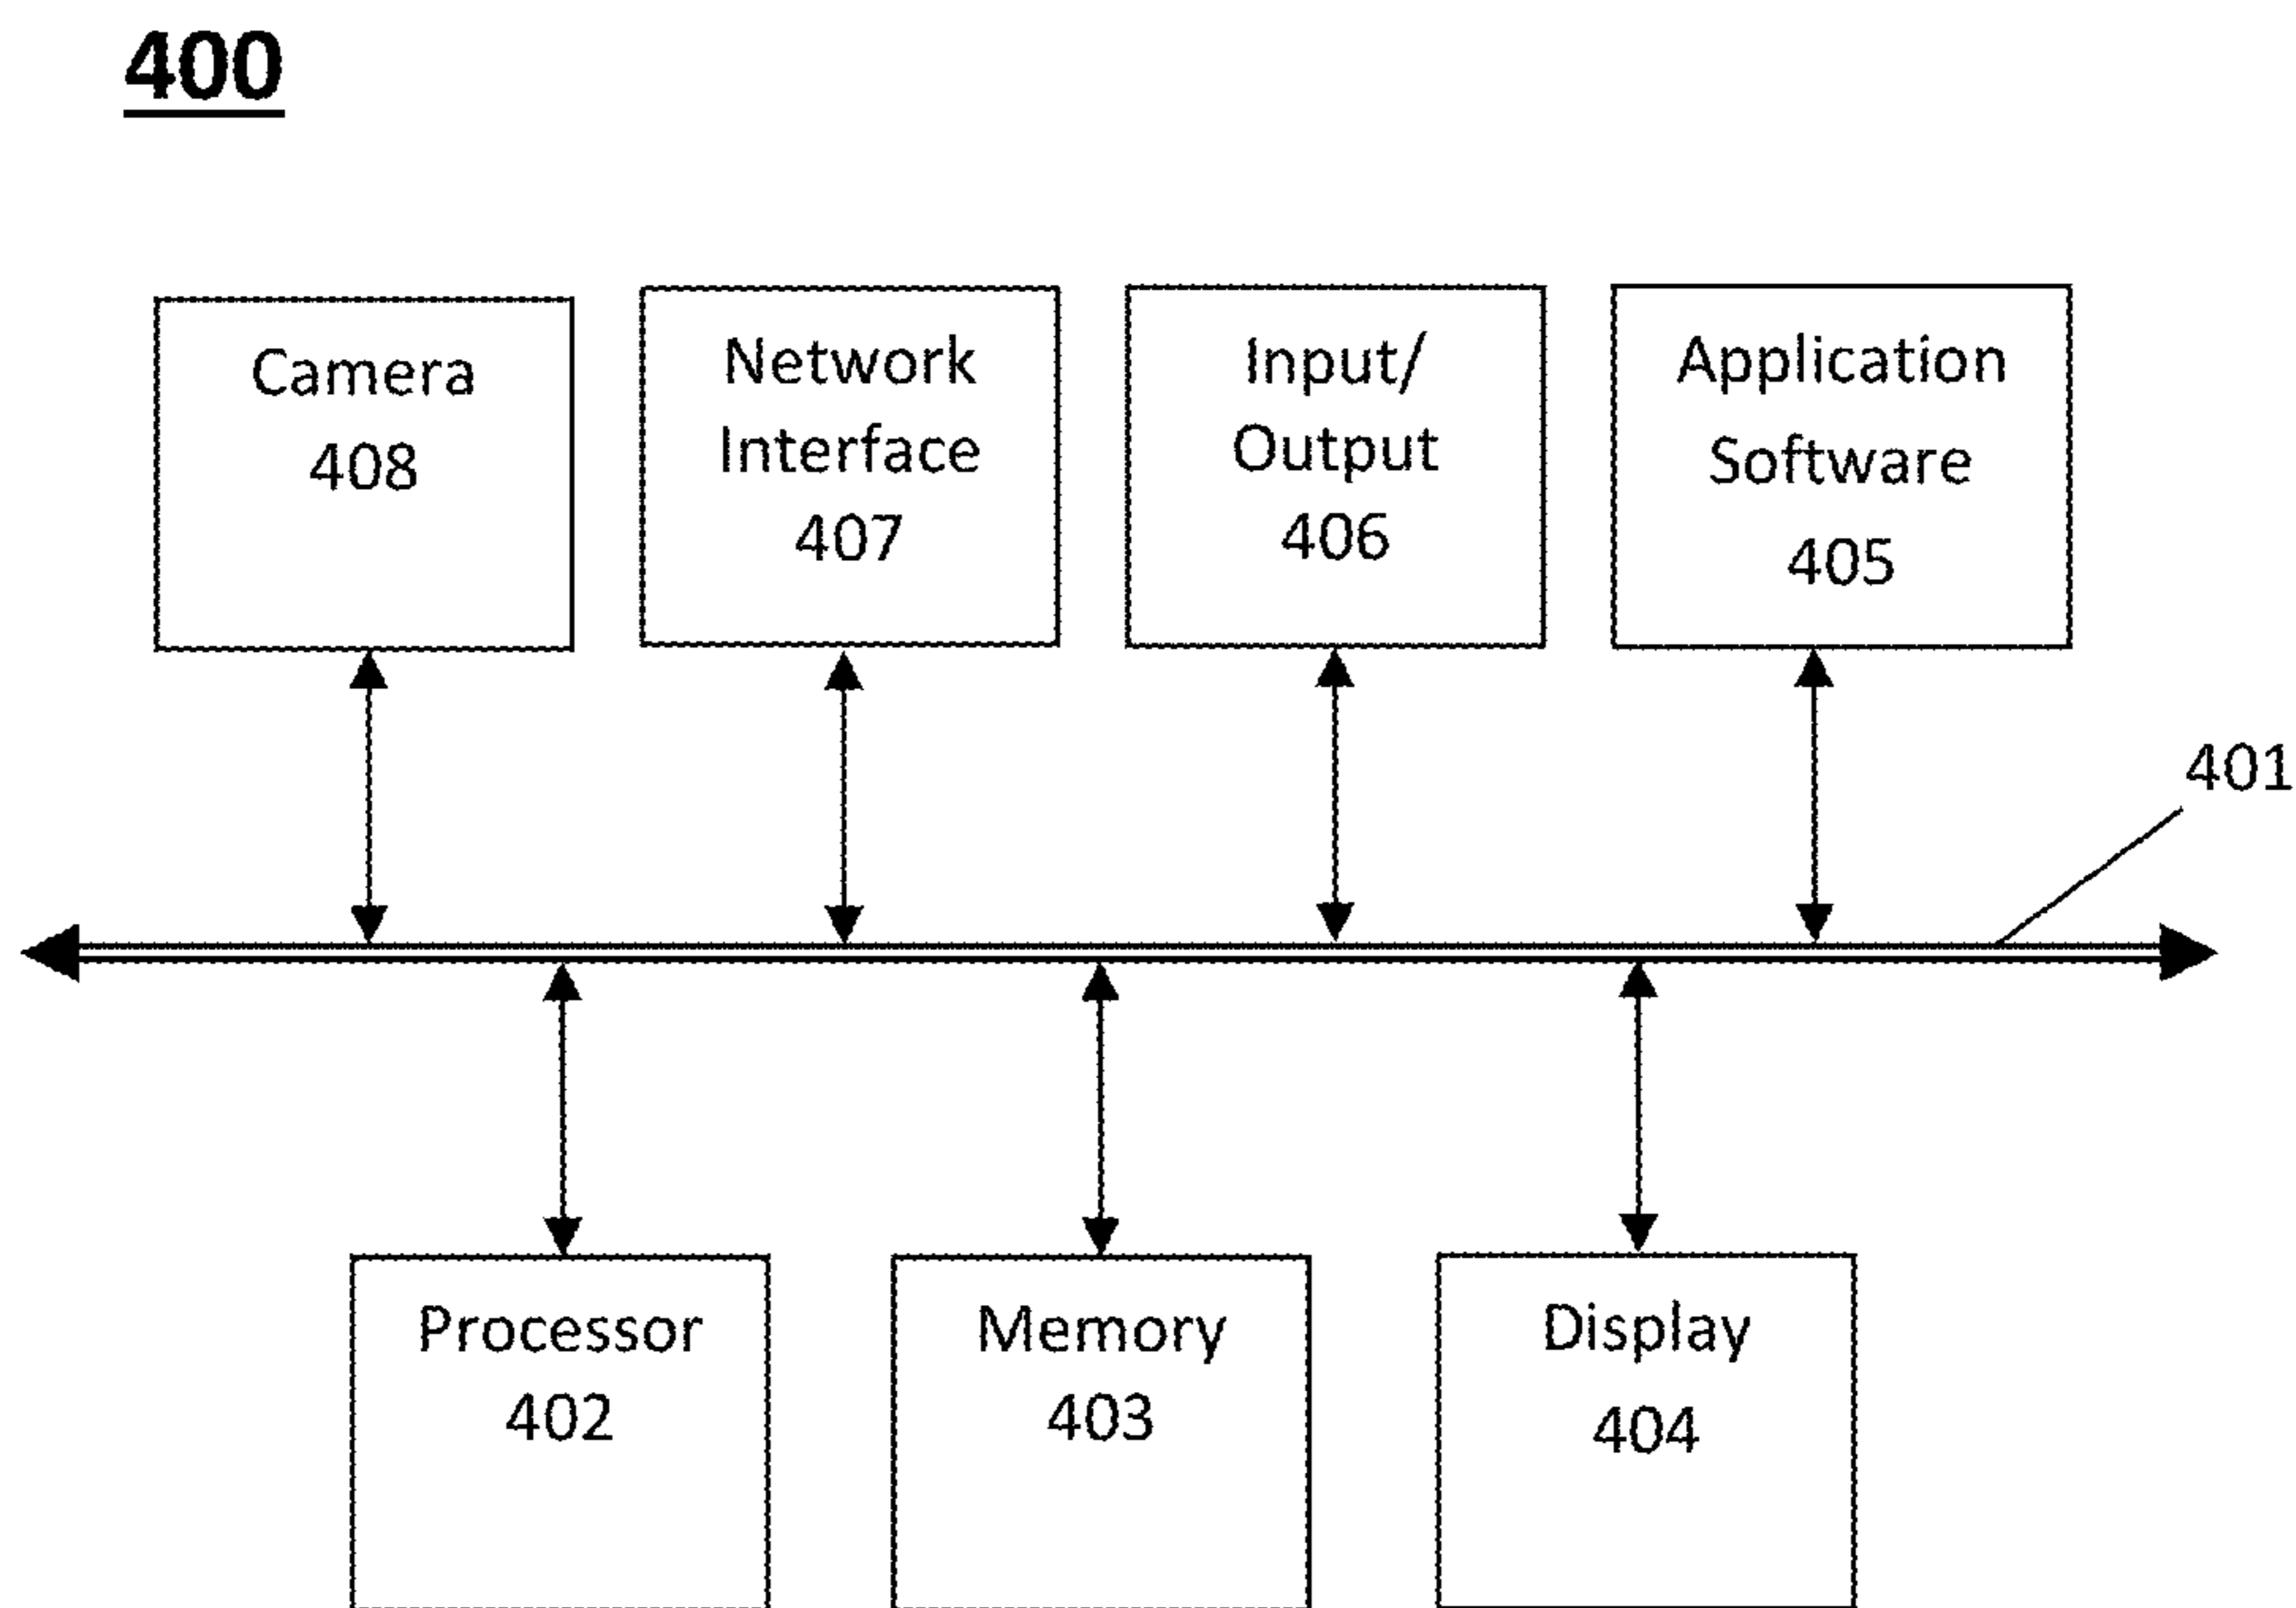 400
Camera
408
Network
Interface
407
Input/
Output
406
Application
Software
405
401
Processor
402
Memory
403
Display
404